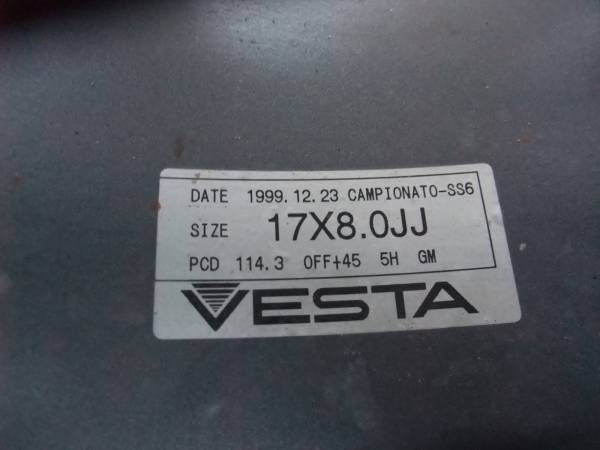 DATE 1999.12.23 CAMPIONATO-SS6
SIZE 17X8.0JJ
PCD 114.3 OFF+45 5H GM
VESTA